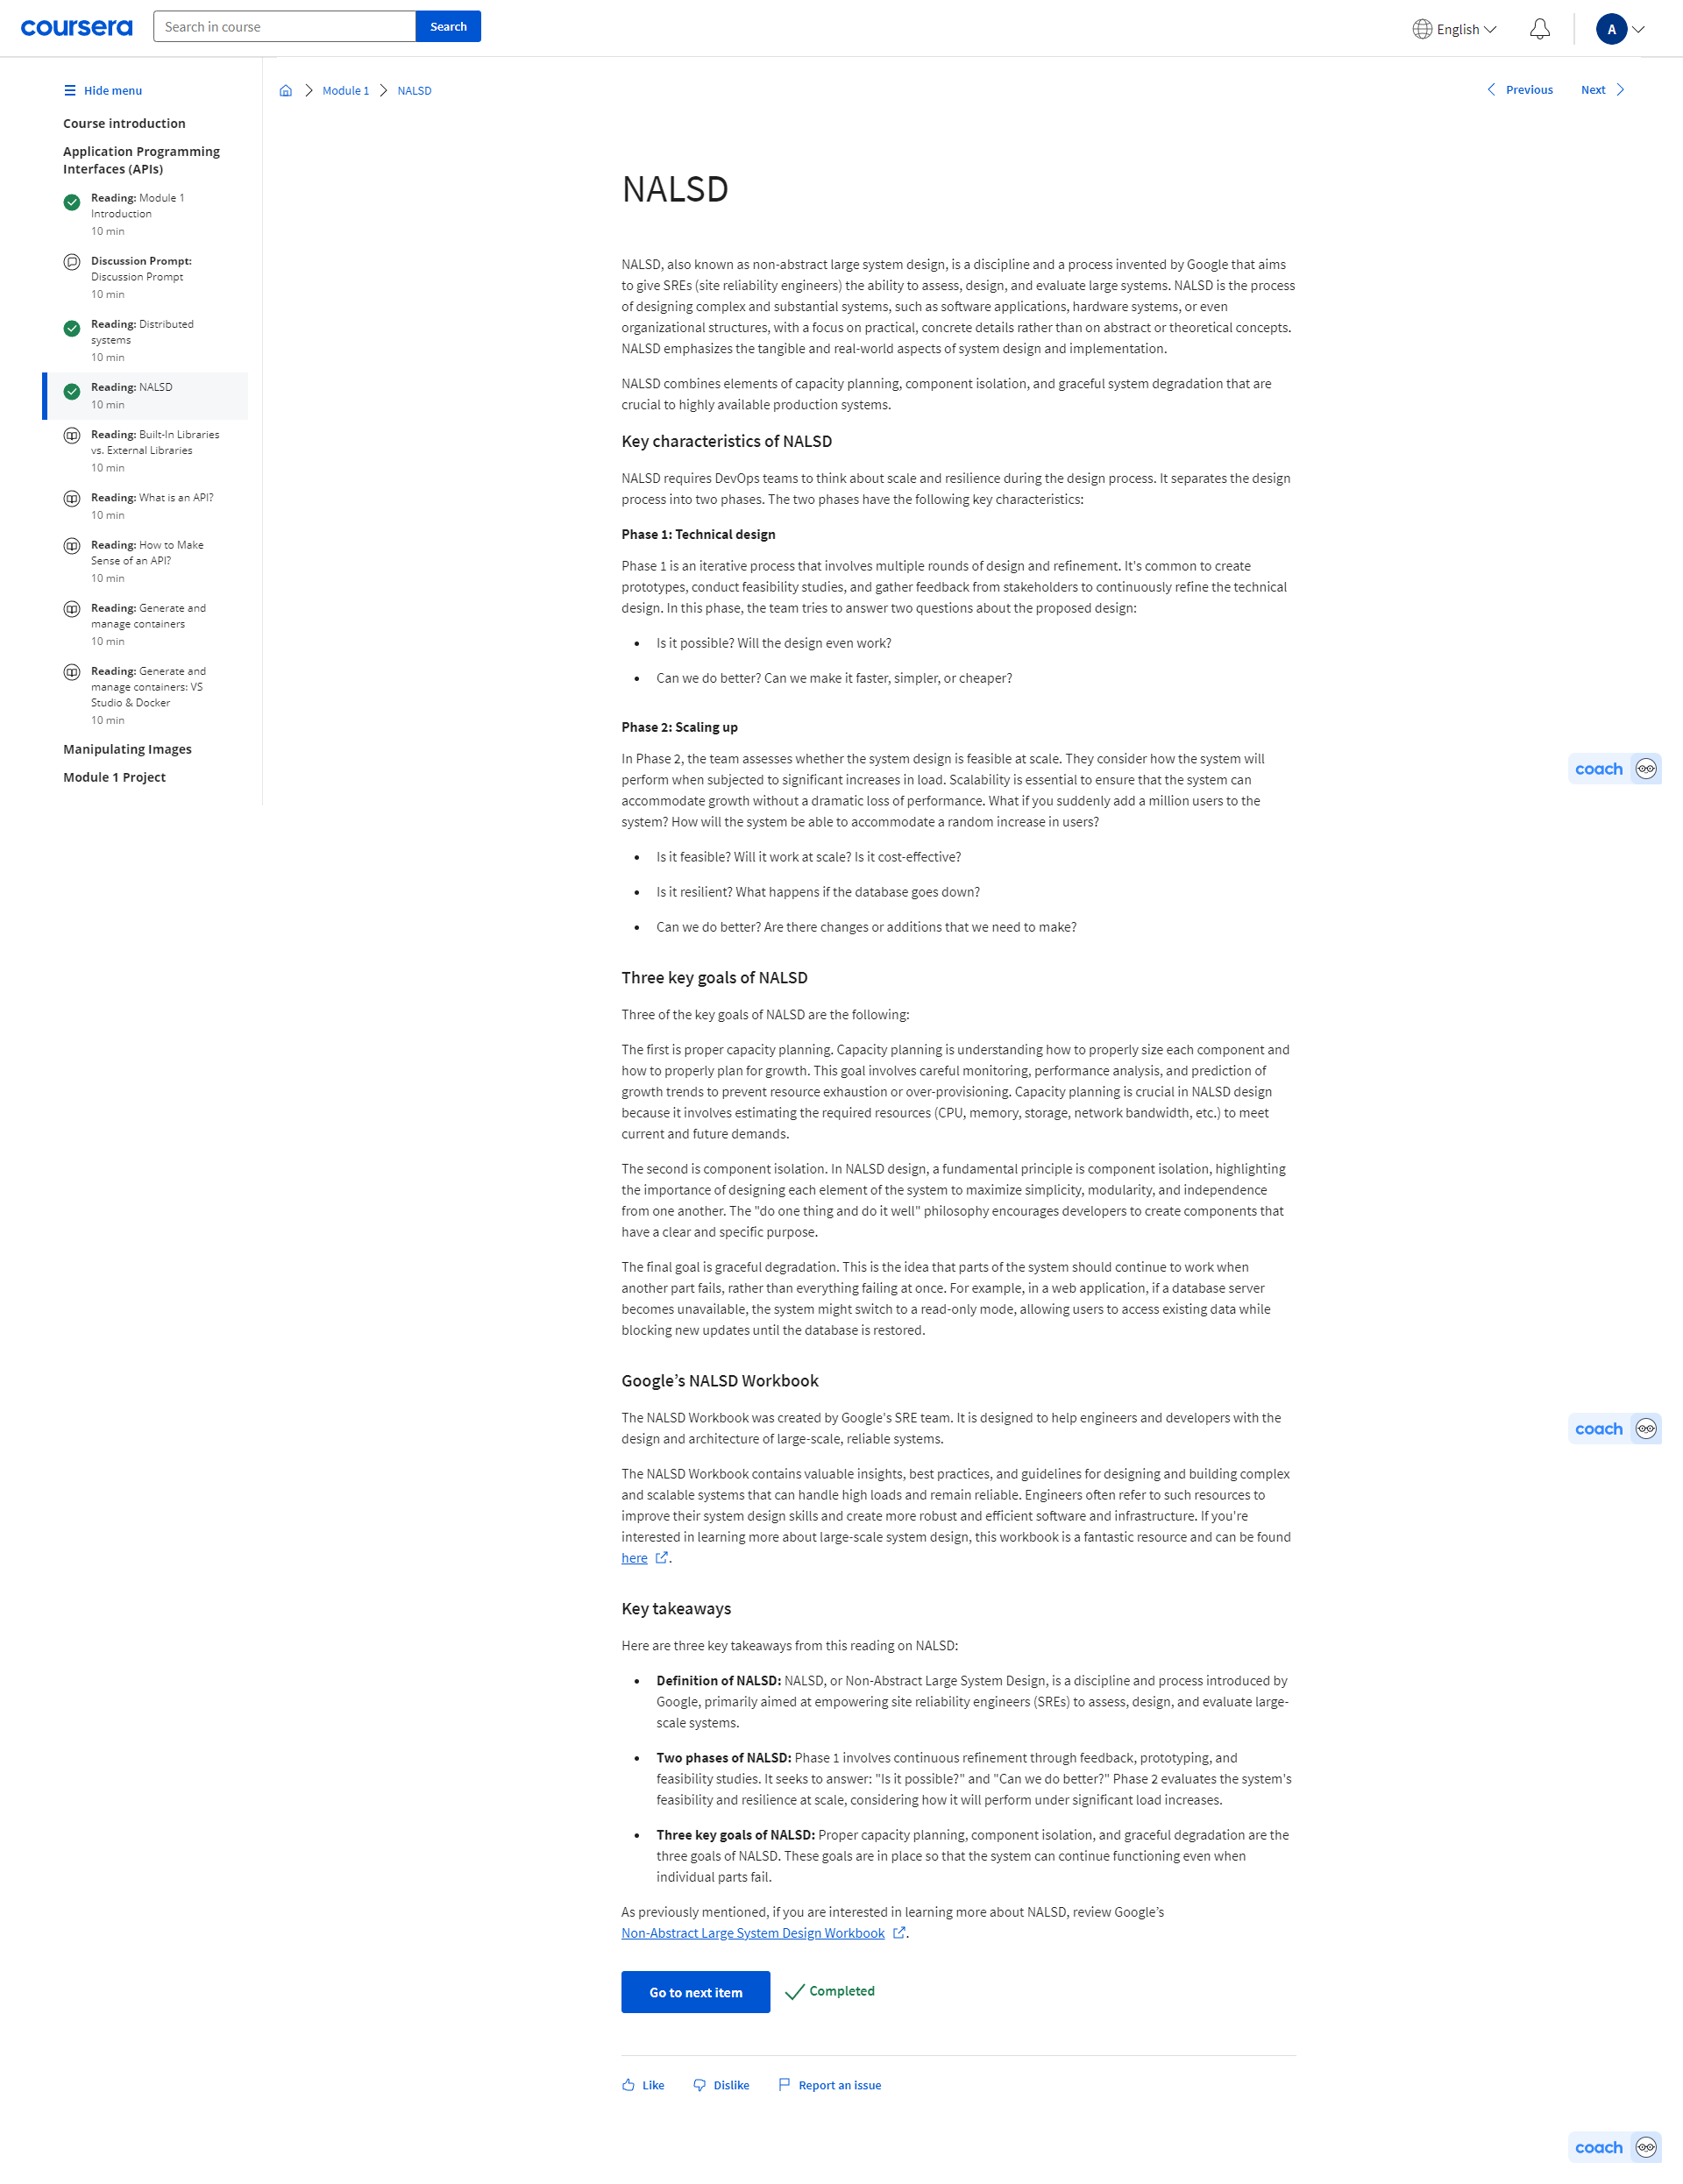 coursera
Search in course
Search
English
A
Hide menu
Course introduction
Application Programming
Interfaces (APIs)
Reading: Module 1
Introduction
10 min
Discussion Prompt:
Discussion Prompt
10 min
Reading: Distributed
systems
10 min
Reading: NALSD
10 min
Reading: Built-In Libraries
vs. External Libraries
10 min
Reading: What is an API?
10 min
Reading: How to Make
Sense of an API?
10 min
Reading: Generate and
manage containers
10 min
Reading: Generate and
manage containers: VS
Studio & Docker
10 min
Manipulating Images
Module 1 Project
Module 1
NALSD
Previous
Next
NALSD
NALSD, also known as non-abstract large system design, is a discipline and a process invented by Google that aims
to give SREs (site reliability engineers) the ability to assess, design, and evaluate large systems. NALSD is the process
of designing complex and substantial systems, such as software applications, hardware systems, or even
organizational structures, with a focus on practical, concrete details rather than on abstract or theoretical concepts.
NALSD emphasizes the tangible and real-world aspects of system design and implementation.
NALSD combines elements of capacity planning, component isolation, and graceful system degradation that are
crucial to highly available production systems.
Key characteristics of NALSD
NALSD requires DevOps teams to think about scale and resilience during the design process. It separates the design
process into two phases. The two phases have the following key characteristics:
Phase 1: Technical design
Phase 1 is an iterative process that involves multiple rounds of design and refinement. It's common to create
prototypes, conduct feasibility studies, and gather feedback from stakeholders to continuously refine the technical
design. In this phase, the team tries to answer two questions about the proposed design:
• Is it possible? Will the design even work?
• Can we do better? Can we make it faster, simpler, or cheaper?
Phase 2: Scaling up
In Phase 2, the team assesses whether the system design is feasible at scale. They consider how the system will
perform when subjected to significant increases in load. Scalability is essential to ensure that the system can
accommodate growth without a dramatic loss of performance. What if you suddenly add a million users to the
system? How will the system be able to accommodate a random increase in users?
• Is it feasible? Will it work at scale? Is it cost-effective?
• Is it resilient? What happens if the database goes down?
• Can we do better? Are there changes or additions that we need to make?
Three key goals of NALSD
Three of the key goals of NALSD are the following:
The first is proper capacity planning. Capacity planning is understanding how to properly size each component and
how to properly plan for growth. This goal involves careful monitoring, performance analysis, and prediction of
growth trends to prevent resource exhaustion or over-provisioning. Capacity planning is crucial in NALSD design
because it involves estimating the required resources (CPU, memory, storage, network bandwidth, etc.) to meet
current and future demands.
The second is component isolation. In NALSD design, a fundamental principle is component isolation, highlighting
the importance of designing each element of the system to maximize simplicity, modularity, and independence
from one another. The "do one thing and do it well" philosophy encourages developers to create components that
have a clear and specific purpose.
The final goal is graceful degradation. This is the idea that parts of the system should continue to work when
another part fails, rather than everything failing at once. For example, in a web application, if a database server
becomes unavailable, the system might switch to a read-only mode, allowing users to access existing data while
blocking new updates until the database is restored.
Google’s NALSD Workbook
The NALSD Workbook was created by Google's SRE team. It is designed to help engineers and developers with the
design and architecture of large-scale, reliable systems.
The NALSD Workbook contains valuable insights, best practices, and guidelines for designing and building complex
and scalable systems that can handle high loads and remain reliable. Engineers often refer to such resources to
improve their system design skills and create more robust and efficient software and infrastructure. If you're
interested in learning more about large-scale system design, this workbook is a fantastic resource and can be found
here.
Key takeaways
Here are three key takeaways from this reading on NALSD:
• Definition of NALSD: NALSD, or Non-Abstract Large System Design, is a discipline and process introduced by
Google, primarily aimed at empowering site reliability engineers (SREs) to assess, design, and evaluate large-
scale systems.
• Two phases of NALSD: Phase 1 involves continuous refinement through feedback, prototyping, and
feasibility studies. It seeks to answer: "Is it possible?" and "Can we do better?" Phase 2 evaluates the system's
feasibility and resilience at scale, considering how it will perform under significant load increases.
• Three key goals of NALSD: Proper capacity planning, component isolation, and graceful degradation are the
three goals of NALSD. These goals are in place so that the system can continue functioning even when
individual parts fail.
As previously mentioned, if you are interested in learning more about NALSD, review Google’s
Non-Abstract Large System Design Workbook.
Go to next item
Completed
Like
Dislike
Report an issue
coach
coach
coach